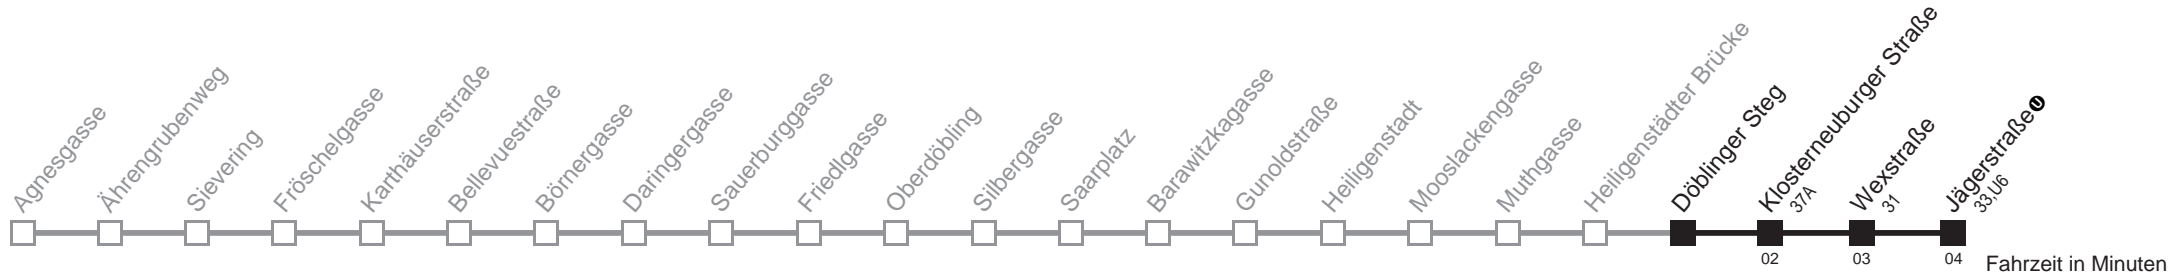 Agnesgasse
Ährengrubenweg
Sievering
Fröschelgasse
Karthäuserstraße
Bellevuestraße
Börnergasse
Daringergasse
Sauerburggasse
Friedlgasse
Oberdöbling
Silbergasse
Saarplatz
Barawitzkagasse
Gunoldstraße
Heiligenstadt
Mooslackengasse
Muthgasse
Heiligenstädter Brücke
Döblinger Steg
Klosterneuburger Straße
37A
Wexstraße
31
Jägerstraße U
33,U6
02
03
04
Fahrzeit in Minuten